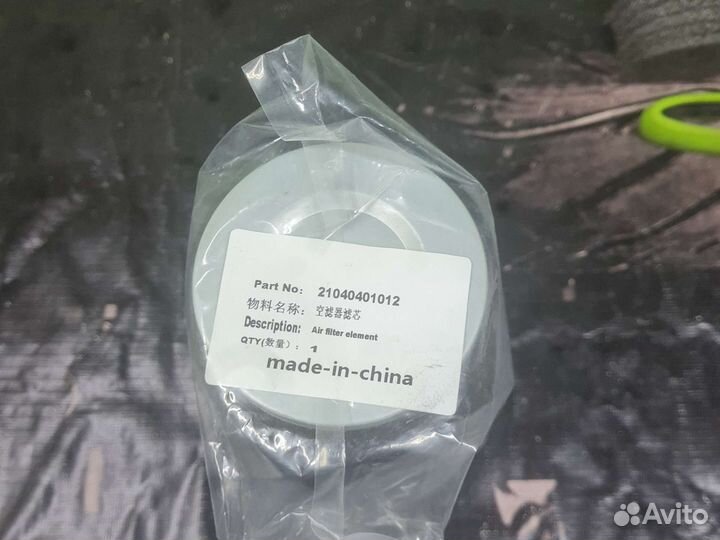 Part No: 21040401012
物料名称: 空滤器滤芯
Description: Air filter element
QTY(数量): 1
made-in-china
Avito